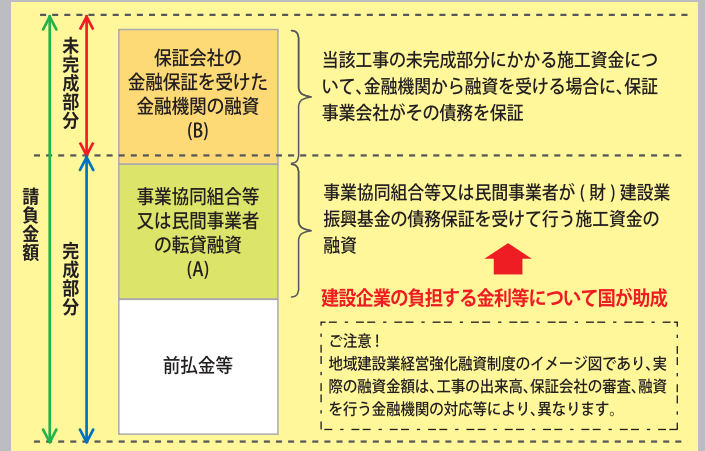 請負金額
未完成部分
完成部分
保証会社の
金融保証を受けた
金融機関の融資
(B)
当該工事の未完成部分にかかる施工資金につ
いて、金融機関から融資を受ける場合に、保証
事業会社がその債務を保証
事業協同組合等
又は民間事業者
の転貸融資
(A)
事業協同組合等又は民間事業者が(財)建設業
振興基金の債務保証を受けて行う施工資金の
融資
建設企業の負担する金利等について国が助成
前払金等
ご注意!
地域建設業経営強化融資制度のイメージ図であり、実
際の融資金額は、工事の出来高、保証会社の審査、融資
を行う金融機関の対応等により、異なります。